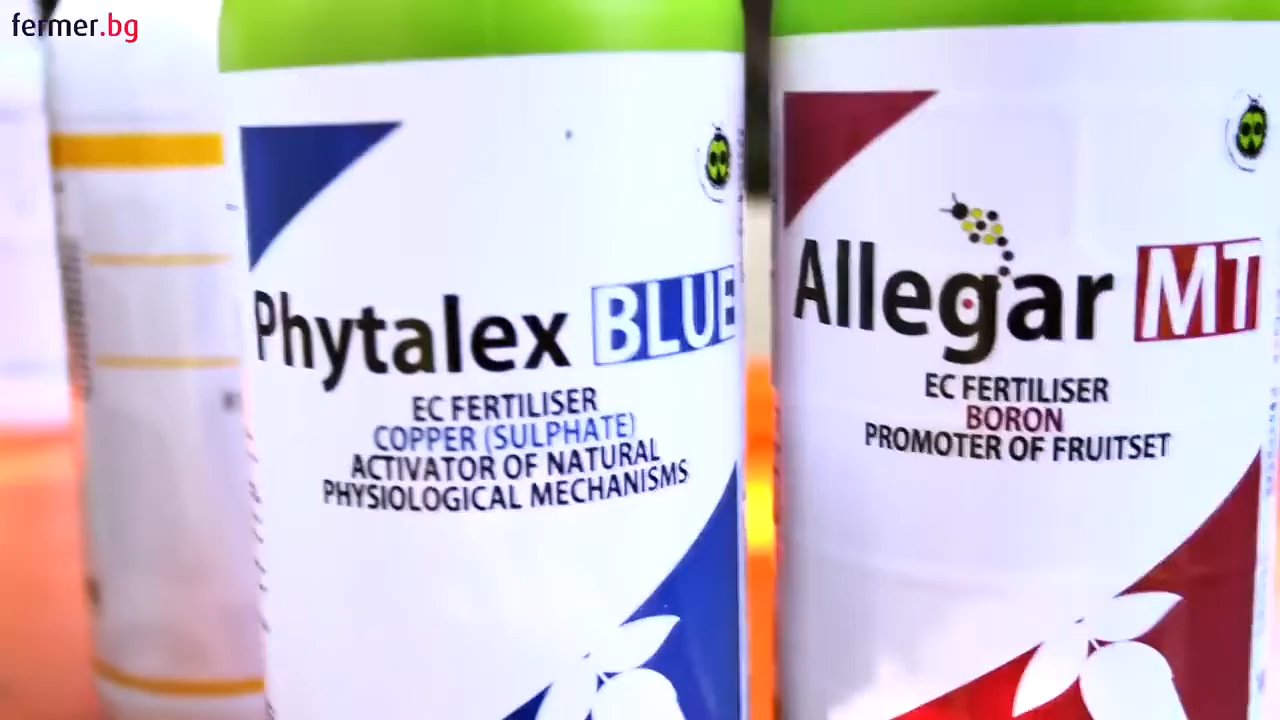 fermer.bg
Phytalex BLUE
EC FERTILISER
COPPER (SULPHATE)
ACTIVATOR OF NATURAL
PHYSIOLOGICAL MECHANISMS
Allegar MT
EC FERTILISER
BORON
PROMOTER OF FRUITSET